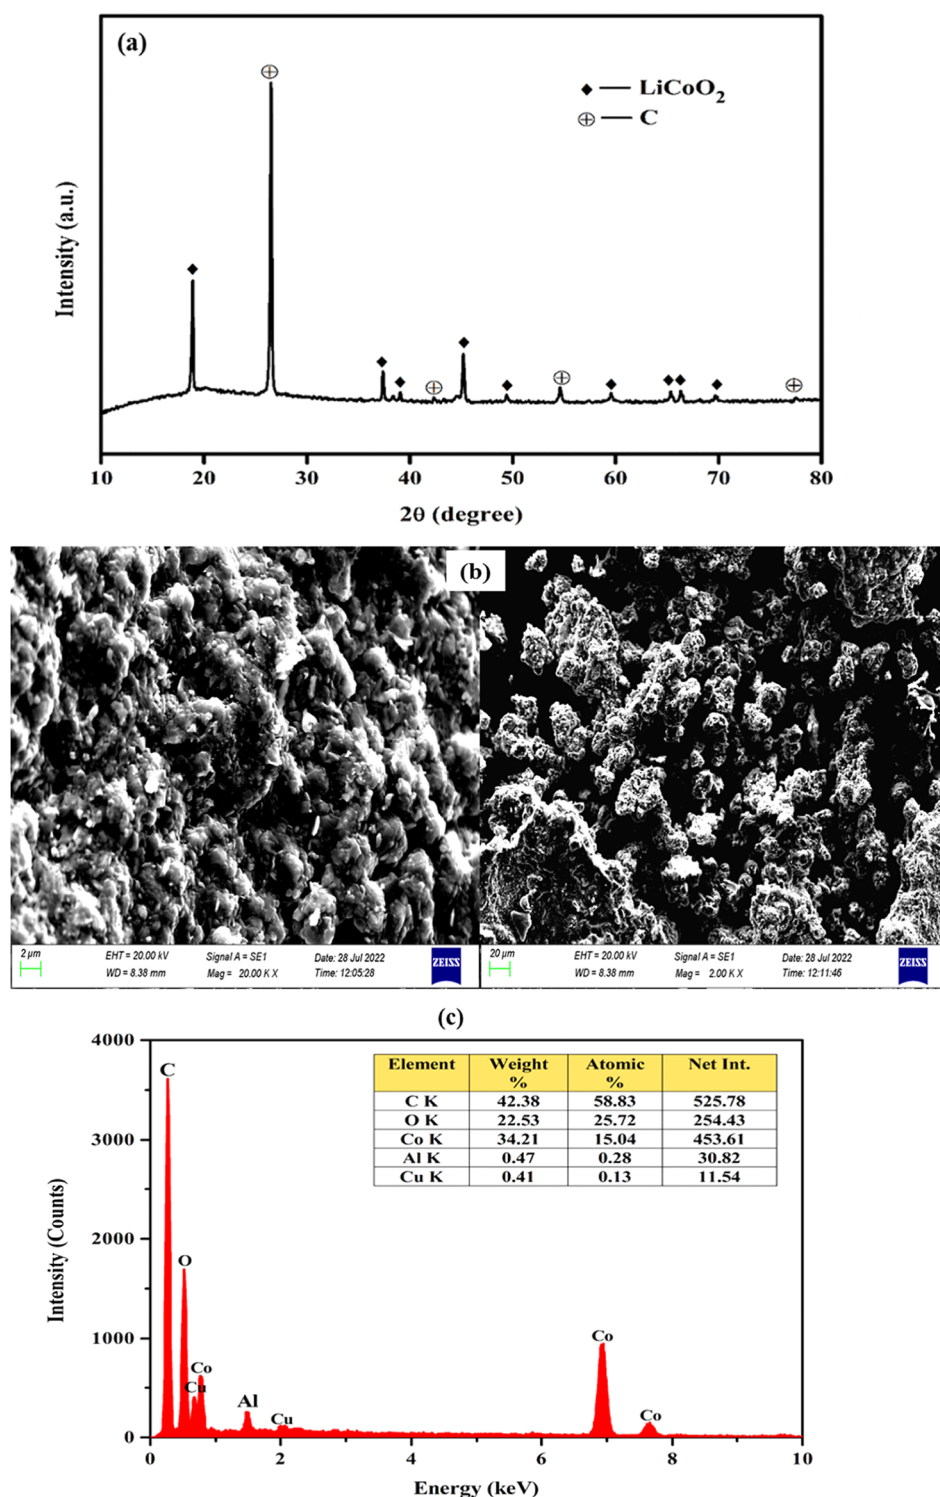 (a)
◆ — LiCoO₂
⊕ — C
Intensity (a.u.)
10 20 30 40 50 60 70 80
2θ (degree)
(b)
2 µm
EHT = 20.00 kV
Signal A = SE1
Date: 28 Jul 2022
WD = 8.38 mm
Mag = 20.00 K X
Time: 12:05:28
ZEISS
20 µm
EHT = 20.00 kV
Signal A = SE1
Date: 28 Jul 2022
WD = 8.38 mm
Mag = 2.00 K X
Time: 12:11:46
ZEISS
(c)
4000
3000
2000
1000
0
Intensity (Counts)
C
O
Cu
Co
Al
Cu
Co
Co
Element Weight % Atomic % Net Int.
C K 42.38 58.83 525.78
O K 22.53 25.72 254.43
Co K 34.21 15.04 453.61
Al K 0.47 0.28 30.82
Cu K 0.41 0.13 11.54
0 2 4 6 8 10
Energy (keV)